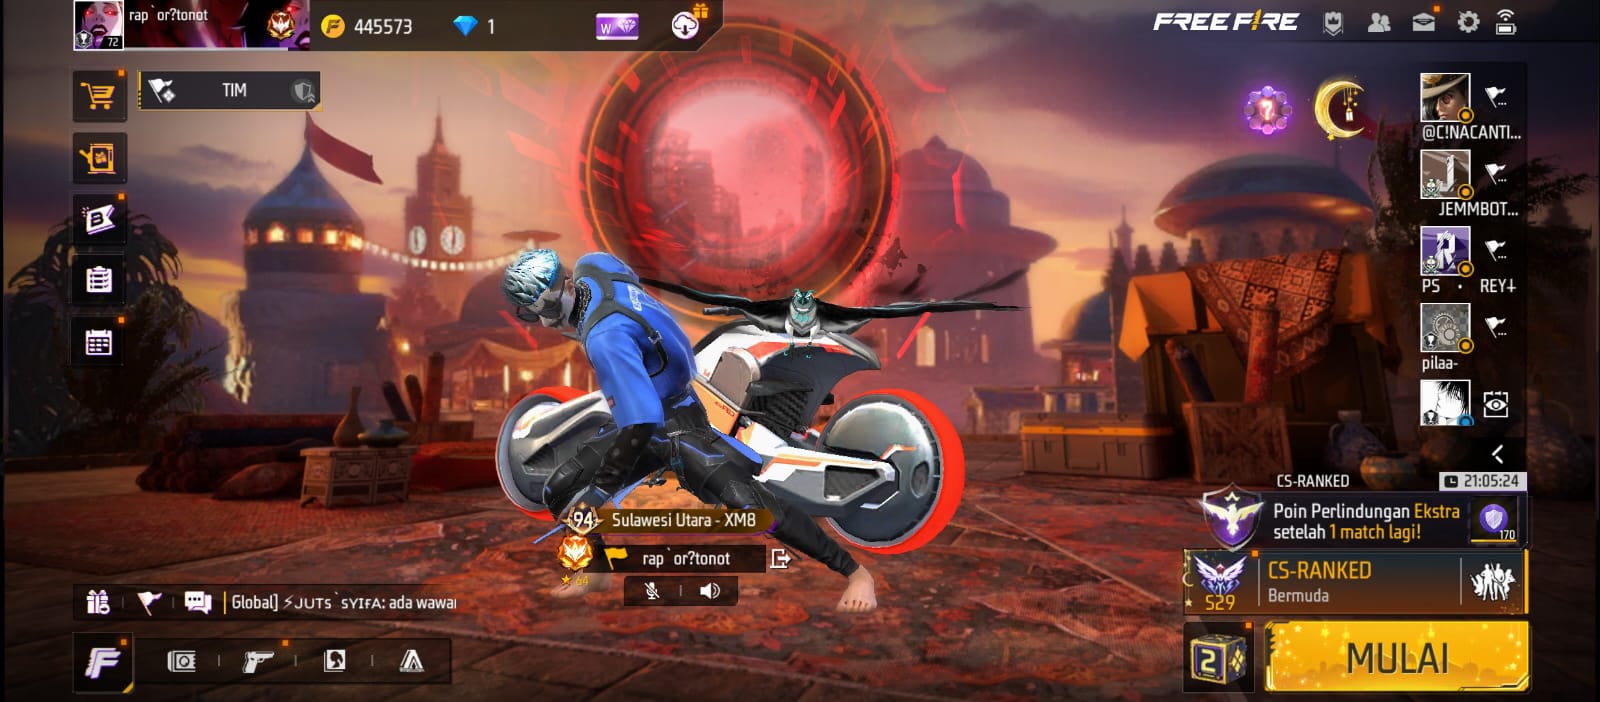 rap `or?tonot
72
445573
1
W
FREE FIRE
TIM
@C!NACANTI...
JEMMBOT...
PS · REY
pilaa-
CS-RANKED
21:05:24
Poin Perlindungan Ekstra
setelah 1 match lagi!
170
94
Sulawesi Utara - XM8
rap `or?tonot
64
CS-RANKED
Bermuda
S29
Global] ⚡JUTs`sYIFA: ada wawa
2
MULAI